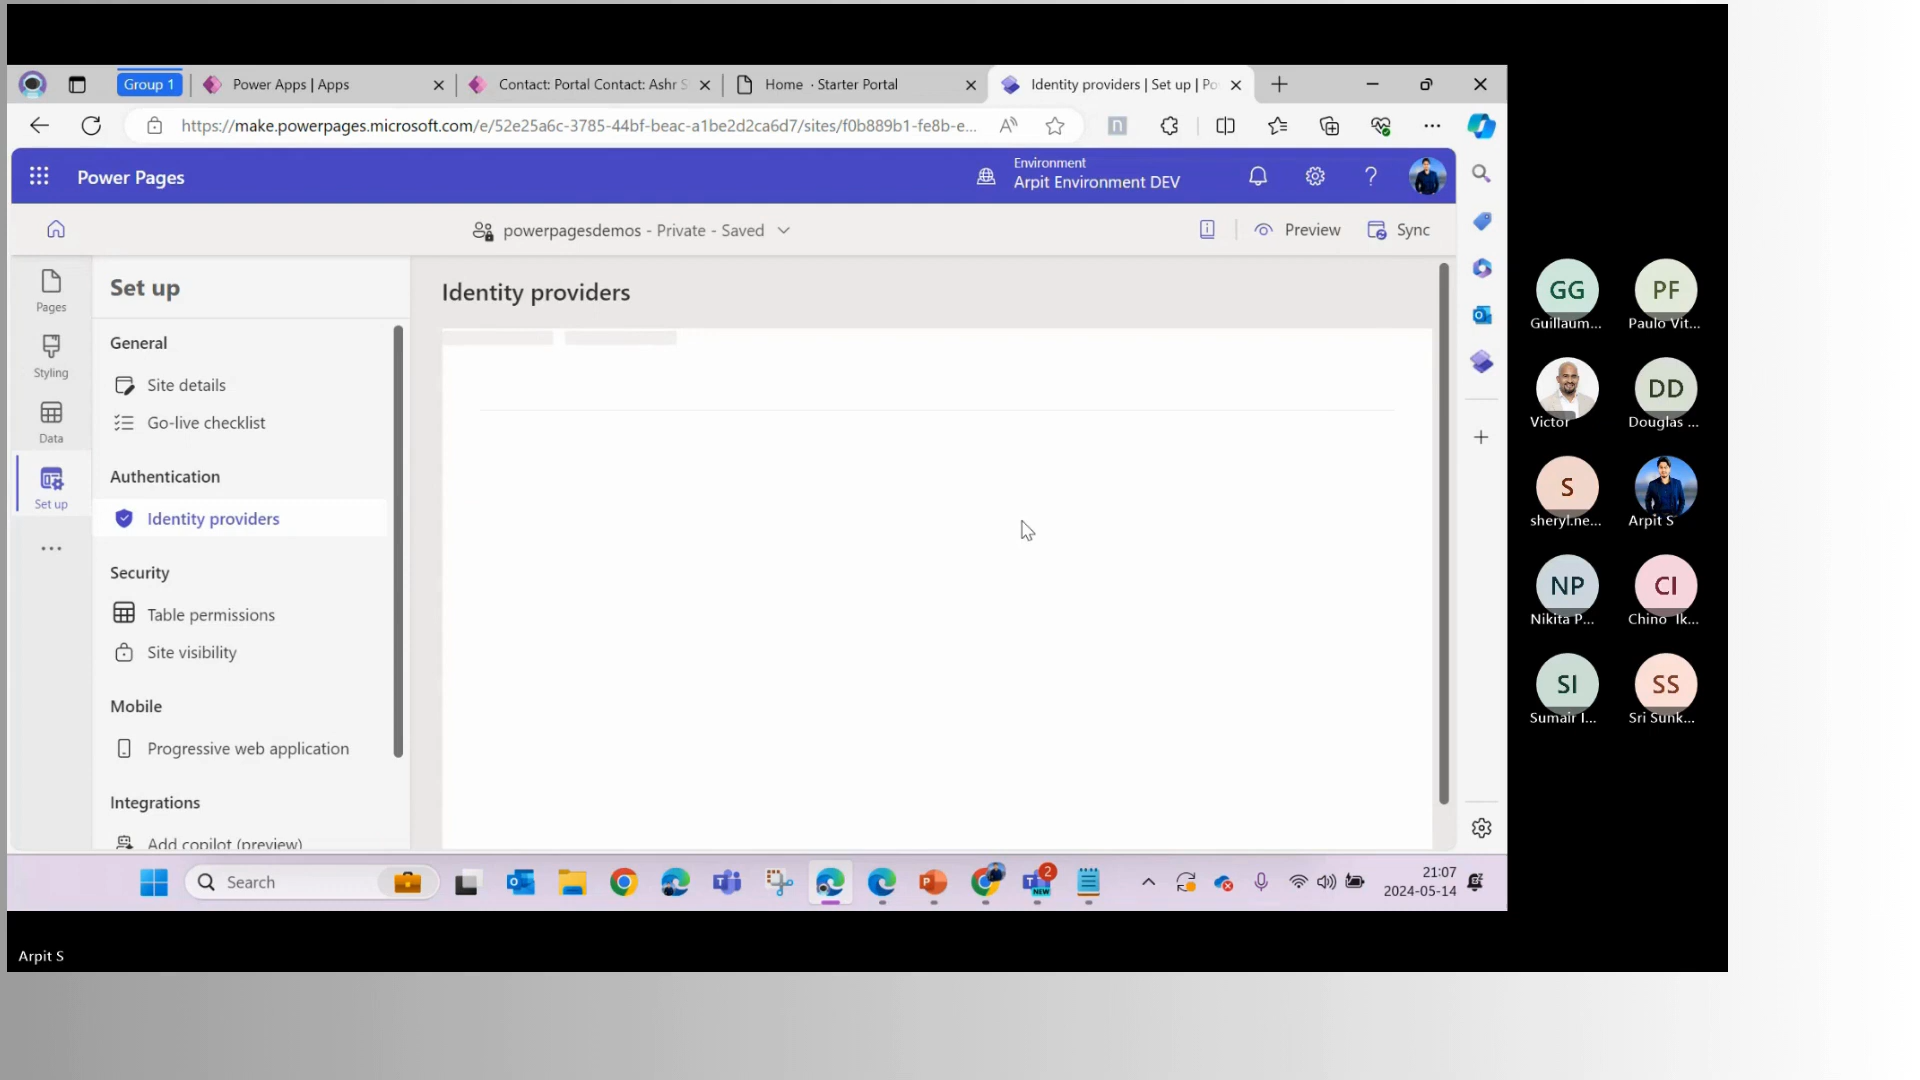 Group 1
Power Apps | Apps
Contact: Portal Contact: Ashr S
Home · Starter Portal
Identity providers | Set up | Po
https://make.powerpages.microsoft.com/e/52e25a6c-3785-44bf-beac-a1be2d2ca6d7/sites/f0b889b1-fe8b-e...
Power Pages
Environment
Arpit Environment DEV
powerpagesdemos - Private - Saved
Preview
Sync
Pages
Styling
Data
Set up
Set up
General
Site details
Go-live checklist
Authentication
Identity providers
Security
Table permissions
Site visibility
Mobile
Progressive web application
Integrations
Add copilot (preview)
Identity providers
GG
Guillaum...
PF
Paulo Vit...
Victor
DD
Douglas ...
S
sheryl.ne...
Arpit S
NP
Nikita P...
CI
Chino Ik...
SI
Sumair I...
SS
Sri Sunk...
Search
2
NEW
21:07
2024-05-14
Arpit S